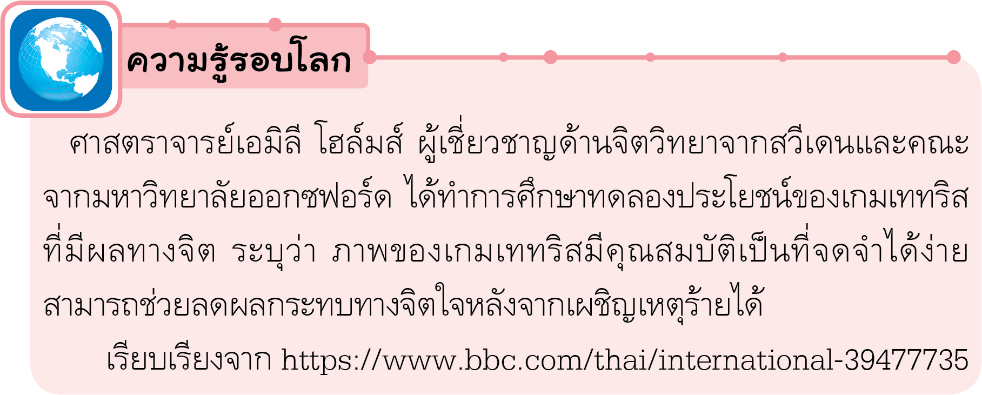 ความรู้รอบโลก
ศาสตราจารย์เอมิลี โฮล์มส์ ผู้เชี่ยวชาญด้านจิตวิทยาจากสวีเดนและคณะ
จากมหาวิทยาลัยออกซฟอร์ด ได้ทำการศึกษาทดลองประโยชน์ของเกมเททริส
ที่มีผลทางจิต ระบุว่า ภาพของเกมเททริสมีคุณสมบัติเป็นที่จดจำได้ง่าย
สามารถช่วยลดผลกระทบทางจิตใจหลังจากเผชิญเหตุร้ายได้
เรียบเรียงจาก https://www.bbc.com/thai/international-39477735